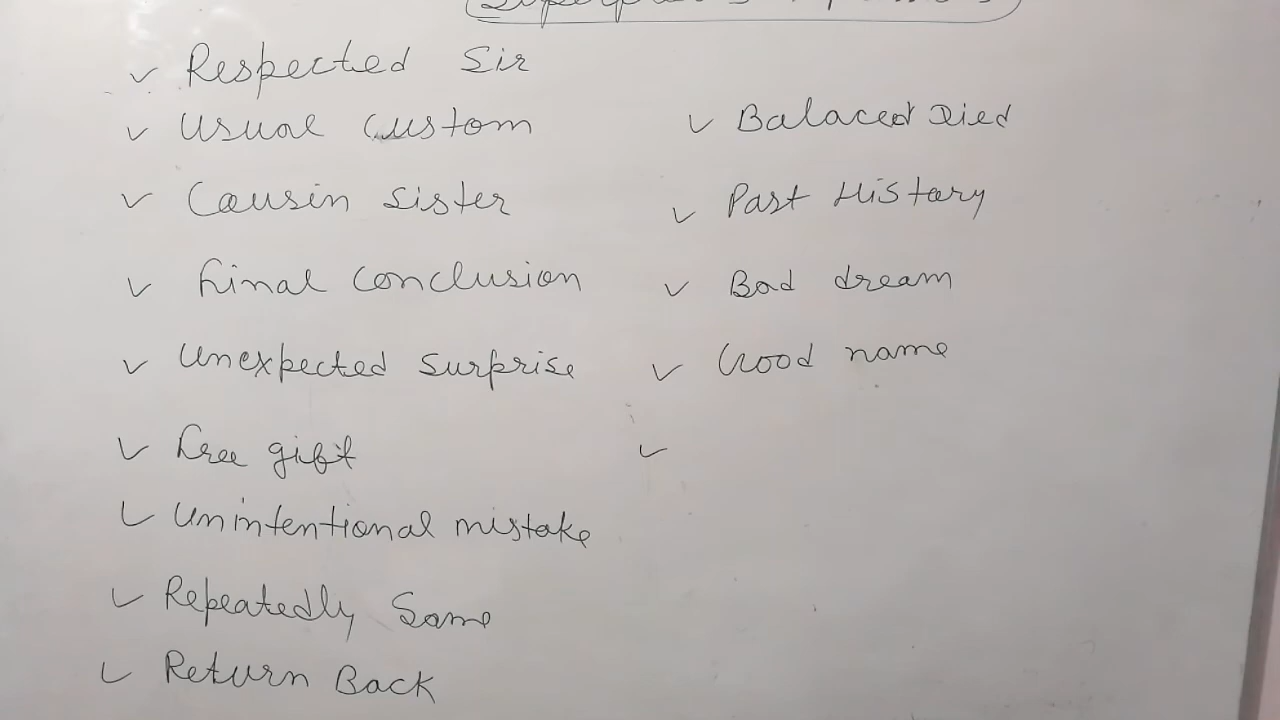 Respected Sir
Usual Custom
Causin Sister
Final Conclusion
Unexpected Surprise
Free gift
Unintentional mistake
Repeatedly Same
Return Back
Balaced Died
Past History
Bad dream
Good name